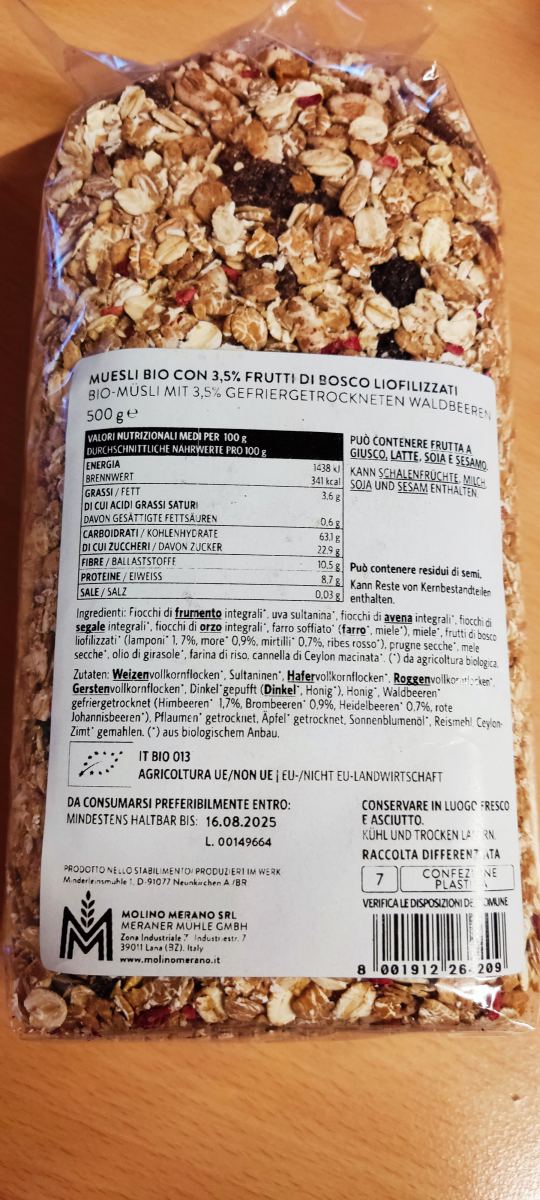 MUESLI BIO CON 3,5% FRUTTI DI BOSCO LIOFILIZZATI
BIO-MÜSLI MIT 3,5% GEFRIERGETROCKNETEN WALDBEEREN
500 g e
VALORI NUTRIZIONALI MEDI PER 100 g
DURCHSCHNITTLICHE NÄHRWERTE PRO 100 g
ENERGIA 1438 kJ
BRENNWERT 341 kcal
GRASSI / FETT 3,6 g
DI CUI ACIDI GRASSI SATURI
DAVON GESÄTTIGTE FETTSÄUREN 0,6 g
CARBOIDRATI / KOHLENHYDRATE 63,1 g
DI CUI ZUCCHERI / DAVON ZUCKER 22,9 g
FIBRE / BALLASTSTOFFE 10,5 g
PROTEINE / EIWEISS 8,7 g
SALE / SALZ 0,03 g
PUÒ CONTENERE FRUTTA A
GUSCIO, LATTE, SOIA E SESAMO.
KANN SCHALENFRÜCHTE, MILCH,
SOJA UND SESAM ENTHALTEN.
Può contenere residui di semi.
Kann Reste von Kernbestandteilen
enthalten.
Ingredienti: Fiocchi di frumento integrali*, uva sultanina*, fiocchi di avena integrali*, fiocchi di
segale integrali*, fiocchi di orzo integrali*, farro soffiato* (farro*, miele*), miele*, frutti di bosco
liofilizzati* (lamponi* 1,7%, more* 0,9%, mirtilli* 0,7%, ribes rosso*), prugne secche*, mele
secche*, olio di girasole*, farina di riso, cannella di Ceylon macinata*. (*) da agricoltura biologica.
Zutaten: Weizenvollkornflocken*, Sultaninen*, Hafervollkornflocken*, Roggenvollkornflocken*,
Gerstenvollkornflocken*, Dinkel*gepufft (Dinkel*, Honig*), Honig*, Waldbeeren*
gefriergetrocknet (Himbeeren* 1,7%, Brombeeren* 0,9%, Heidelbeeren* 0,7%, rote
Johannisbeeren*), Pflaumen* getrocknet, Äpfel* getrocknet, Sonnenblumenöl*, Reismehl, Ceylon-
Zimt* gemahlen. (*) aus biologischem Anbau.
IT BIO 013
AGRICOLTURA UE/NON UE | EU-/NICHT EU-LANDWIRTSCHAFT
DA CONSUMARSI PREFERIBILMENTE ENTRO:
MINDESTENS HALTBAR BIS: 16.08.2025
L. 00149664
CONSERVARE IN LUOGO FRESCO
E ASCIUTTO.
KÜHL UND TROCKEN LAGERN.
RACCOLTA DIFFERENZIATA
7 CONFEZIONE
PLASTICA
VERIFICA LE DISPOSIZIONI DEL COMUNE
PRODOTTO NELLO STABILIMENTO/ PRODUZIERT IM WERK
Minderleinsmühle 1, D-91077 Neunkirchen A./BR
MOLINO MERANO SRL
MERANER MÜHLE GMBH
Zona Industriale 7 Industriestr. 7
39011 Lana (BZ), Italy
www.molinomerano.it
8 001912 26 209